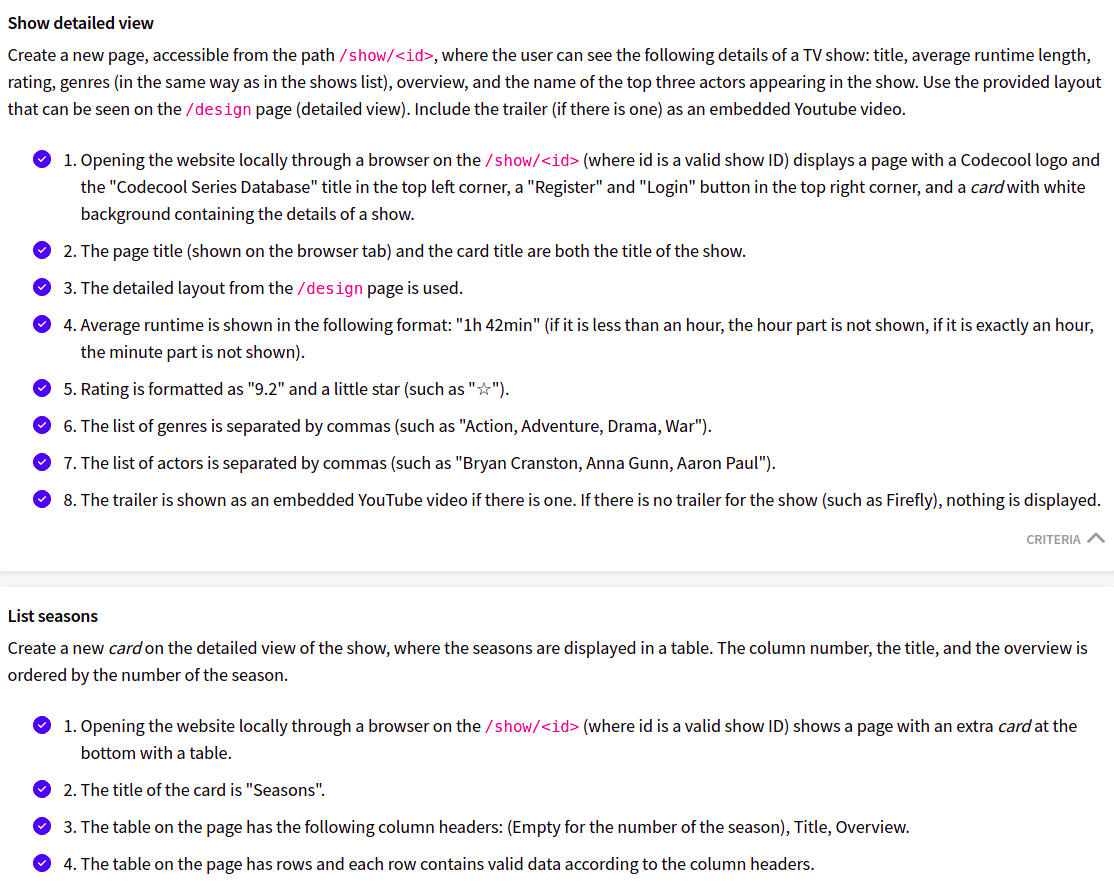 Show detailed view
Create a new page, accessible from the path /show/<id>, where the user can see the following details of a TV show: title, average runtime length,
rating, genres (in the same way as in the shows list), overview, and the name of the top three actors appearing in the show. Use the provided layout
that can be seen on the /design page (detailed view). Include the trailer (if there is one) as an embedded Youtube video.
1. Opening the website locally through a browser on the /show/<id> (where id is a valid show ID) displays a page with a Codecool logo and
the "Codecool Series Database" title in the top left corner, a "Register" and "Login" button in the top right corner, and a card with white
background containing the details of a show.
2. The page title (shown on the browser tab) and the card title are both the title of the show.
3. The detailed layout from the /design page is used.
4. Average runtime is shown in the following format: "1h 42min" (if it is less than an hour, the hour part is not shown, if it is exactly an hour,
the minute part is not shown).
5. Rating is formatted as "9.2" and a little star (such as "☆").
6. The list of genres is separated by commas (such as "Action, Adventure, Drama, War").
7. The list of actors is separated by commas (such as "Bryan Cranston, Anna Gunn, Aaron Paul").
8. The trailer is shown as an embedded YouTube video if there is one. If there is no trailer for the show (such as Firefly), nothing is displayed.
CRITERIA
List seasons
Create a new card on the detailed view of the show, where the seasons are displayed in a table. The column number, the title, and the overview is
ordered by the number of the season.
1. Opening the website locally through a browser on the /show/<id> (where id is a valid show ID) shows a page with an extra card at the
bottom with a table.
2. The title of the card is "Seasons".
3. The table on the page has the following column headers: (Empty for the number of the season), Title, Overview.
4. The table on the page has rows and each row contains valid data according to the column headers.